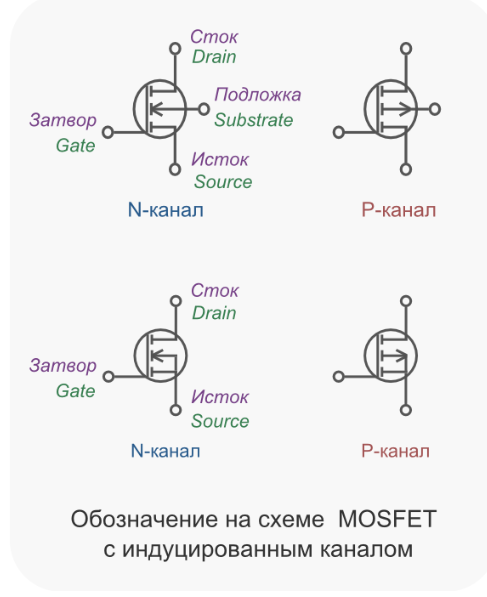 Сток
Drain
Подложка
Substrate
Затвор
Gate
Исток
Source
N-канал
P-канал
Сток
Drain
Затвор
Gate
Исток
Source
N-канал
P-канал
Обозначение на схеме MOSFET
с индуцированным каналом